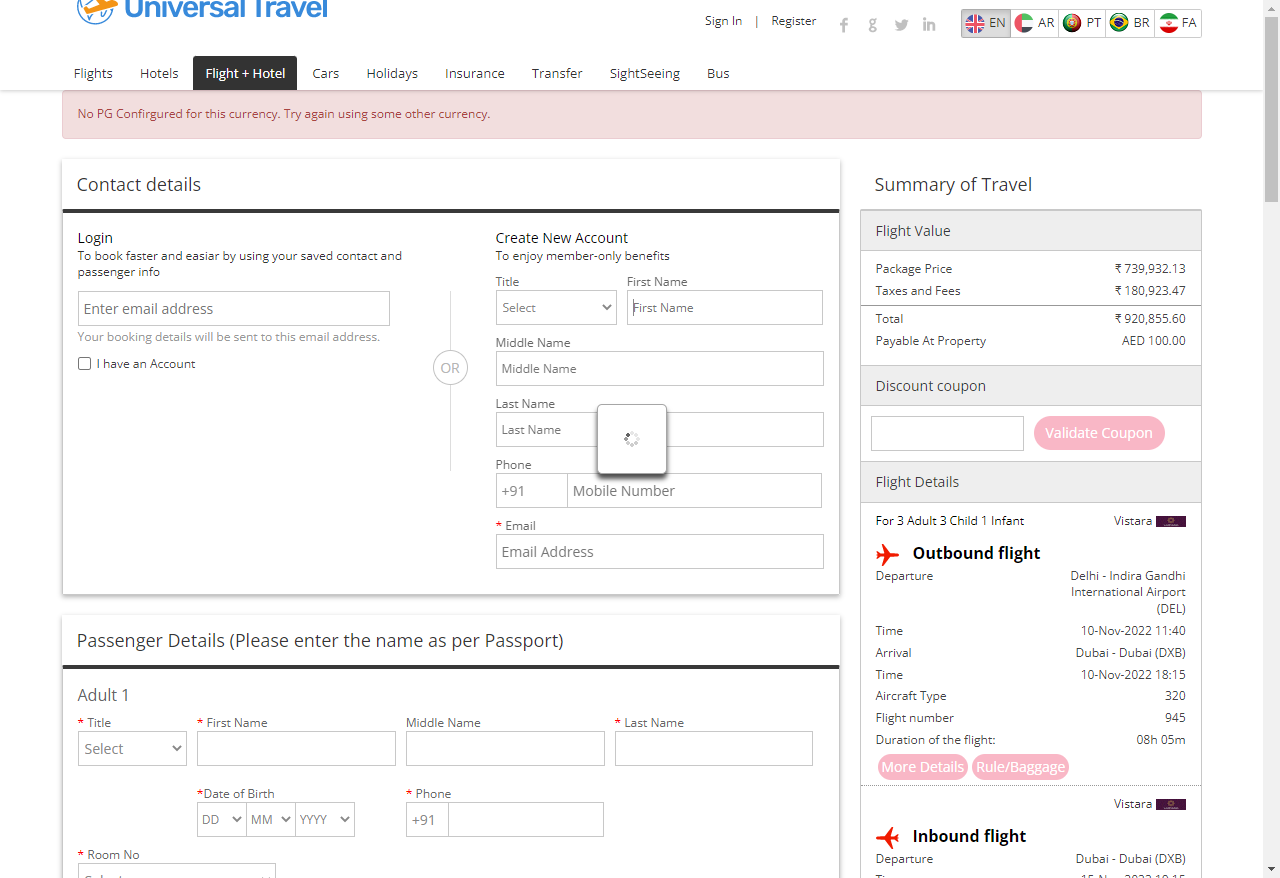 Universal Travel
Sign In | Register
EN AR PT BR FA
Flights Hotels Flight + Hotel Cars Holidays Insurance Transfer SightSeeing Bus
No PG Confirgured for this currency. Try again using some other currency.
Contact details
Login
To book faster and easiar by using your saved contact and
passenger info
Enter email address
Your booking details will be sent to this email address.
I have an Account
OR
Create New Account
To enjoy member-only benefits
Title First Name
Select First Name
Middle Name
Middle Name
Last Name
Last Name
Phone
+91 Mobile Number
* Email
Email Address
Passenger Details (Please enter the name as per Passport)
Adult 1
* Title * First Name Middle Name * Last Name
Select
*Date of Birth * Phone
DD MM YYYY +91
* Room No
Summary of Travel
Flight Value
Package Price ₹ 739,932.13
Taxes and Fees ₹ 180,923.47
Total ₹ 920,855.60
Payable At Property AED 100.00
Discount coupon
Validate Coupon
Flight Details
For 3 Adult 3 Child 1 Infant Vistara
Outbound flight
Departure Delhi - Indira Gandhi
International Airport
(DEL)
Time 10-Nov-2022 11:40
Arrival Dubai - Dubai (DXB)
Time 10-Nov-2022 18:15
Aircraft Type 320
Flight number 945
Duration of the flight: 08h 05m
More Details Rule/Baggage
Vistara
Inbound flight
Departure Dubai - Dubai (DXB)